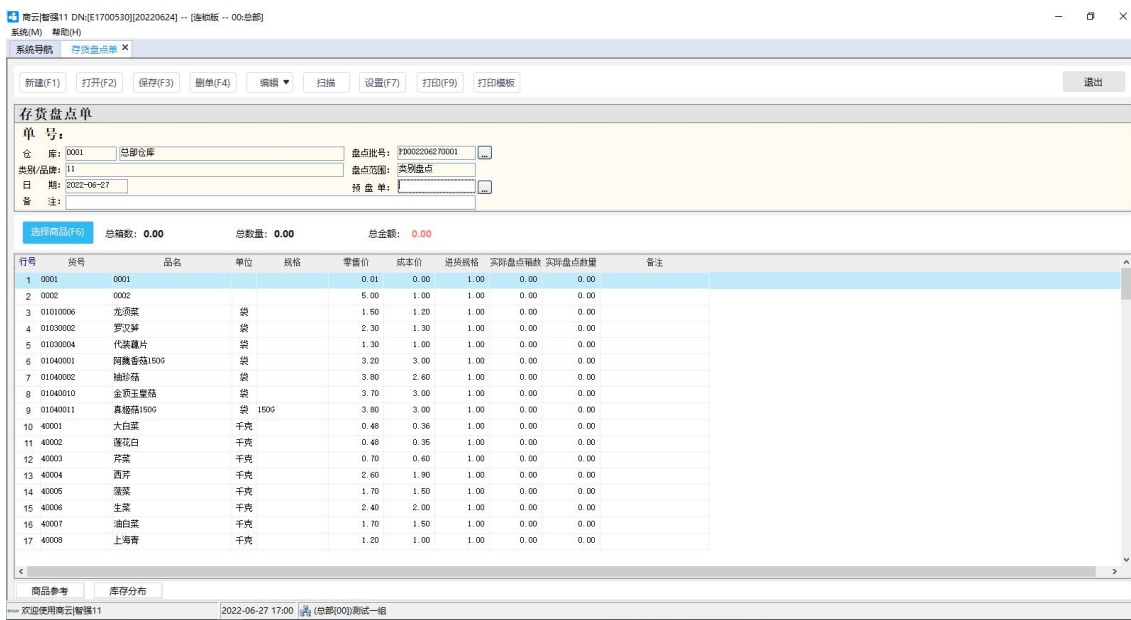 商云|智强11 DN:[E1700530][20220624] -- [连锁版 -- 00:总部]
系统(M) 帮助(H)
系统导航 存货盘点单
新建(F1) 打开(F2) 保存(F3) 删单(F4) 编辑 ▼ 扫描 设置(F7) 打印(F9) 打印模板 退出
存货盘点单
单 号:
仓 库: 0001 总部仓库 盘点批号: PD002206270001 ...
类别/品牌: 11 盘点范围: 类别盘点
日 期: 2022-06-27 预 盘 单: ...
备 注:
选择商品(F6) 总箱数: 0.00 总数量: 0.00 总金额: 0.00
行号 货号 品名 单位 规格 零售价 成本价 进货规格 实际盘点箱数 实际盘点数量 备注
1 0001 0001 0.01 0.00 1.00 0.00 0.00
2 0002 0002 5.00 1.00 1.00 0.00 0.00
3 01010006 龙须菜 袋 1.50 1.20 1.00 0.00 0.00
4 01030002 罗汉笋 袋 2.30 1.30 1.00 0.00 0.00
5 01030004 代装藕片 袋 1.30 1.00 1.00 0.00 0.00
6 01040001 阿魏香菇150G 袋 3.20 3.00 1.00 0.00 0.00
7 01040002 袖珍菇 袋 3.80 2.60 1.00 0.00 0.00
8 01040010 金顶玉皇菇 袋 3.70 3.00 1.00 0.00 0.00
9 01040011 真姬菇150G 袋 150G 3.80 3.00 1.00 0.00 0.00
10 40001 大白菜 千克 0.48 0.36 1.00 0.00 0.00
11 40002 莲花白 千克 0.48 0.35 1.00 0.00 0.00
12 40003 芹菜 千克 0.70 0.60 1.00 0.00 0.00
13 40004 西芹 千克 2.60 1.90 1.00 0.00 0.00
14 40005 菠菜 千克 1.70 1.50 1.00 0.00 0.00
15 40006 生菜 千克 2.40 2.00 1.00 0.00 0.00
16 40007 油白菜 千克 1.70 1.50 1.00 0.00 0.00
17 40008 上海青 千克 1.20 1.00 1.00 0.00 0.00
商品参考 库存分布
欢迎使用商云|智强11 2022-06-27 17:00 (总部[00])测试一组